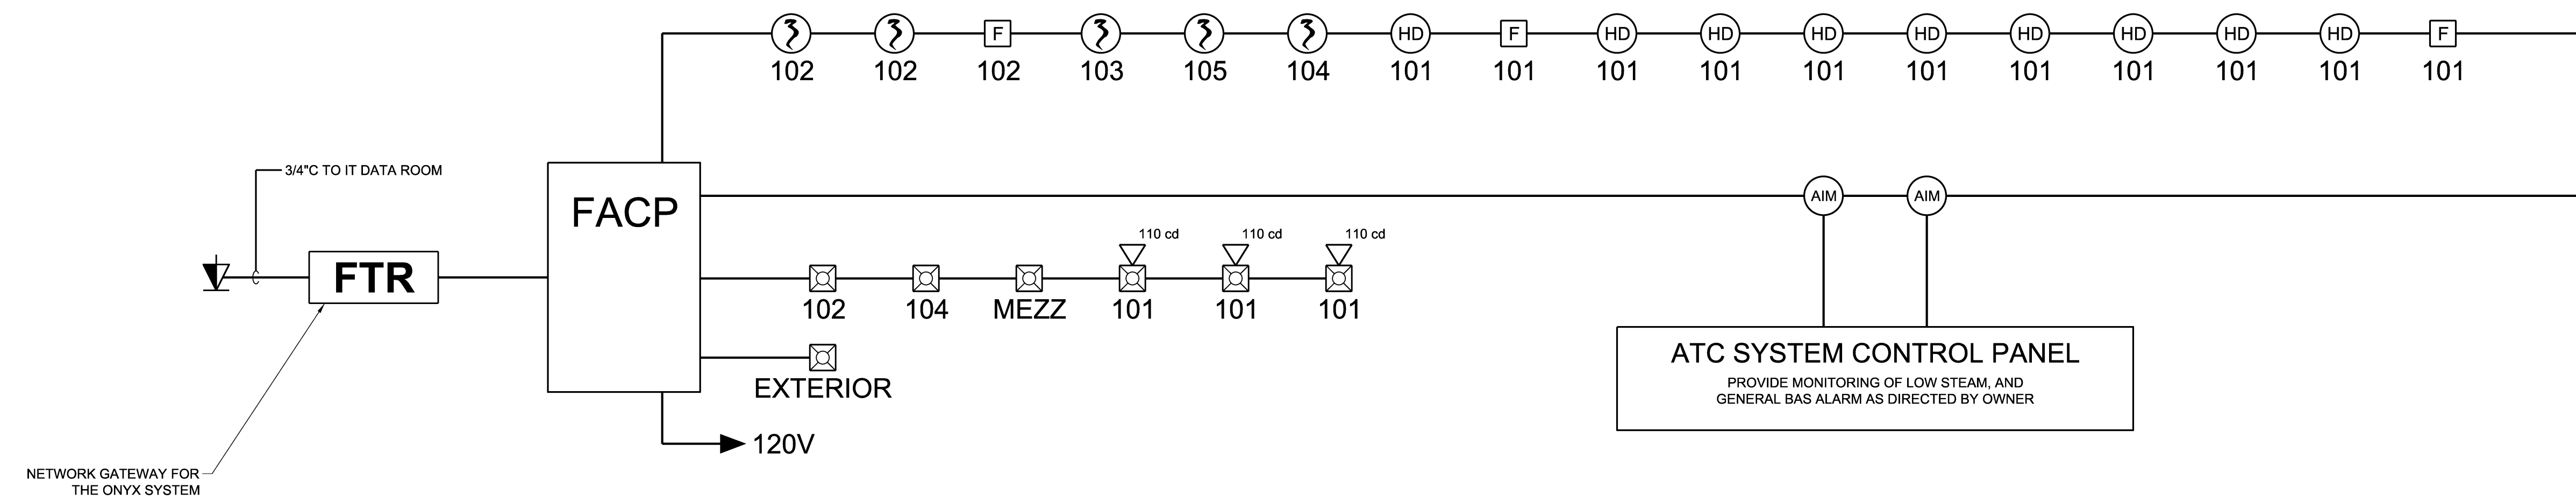 F HD F HD HD HD HD HD HD HD HD F
102 102 102 103 105 104 101 101 101 101 101 101 101 101 101 101 101
3/4"C TO IT DATA ROOM
FACP
AIM AIM
110 cd 110 cd 110 cd
FTR
102 104 MEZZ 101 101 101
ATC SYSTEM CONTROL PANEL
PROVIDE MONITORING OF LOW STEAM, AND
GENERAL BAS ALARM AS DIRECTED BY OWNER
EXTERIOR
120V
NETWORK GATEWAY FOR
THE ONYX SYSTEM